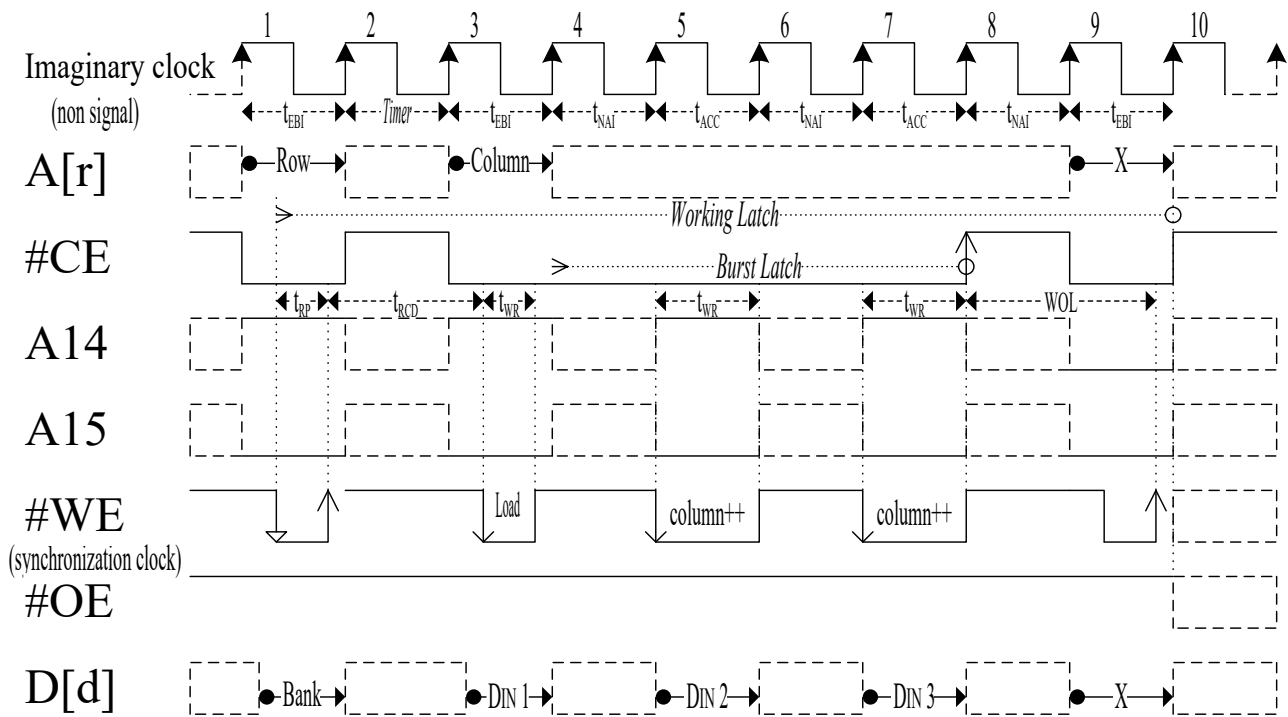 1 2 3 4 5 6 7 8 9 10
Imaginary clock
(non signal)
tEBI Timer tEBI tNAI tACC tNAI tACC tNAI tEBI
A[r]
Row Column X
Working Latch
#CE
Burst Latch
tRP tRCD tWR tWR tWR WOL
A14
A15
#WE
Load column++ column++
(synchronization clock)
#OE
D[d]
Bank DIN 1 DIN 2 DIN 3 X